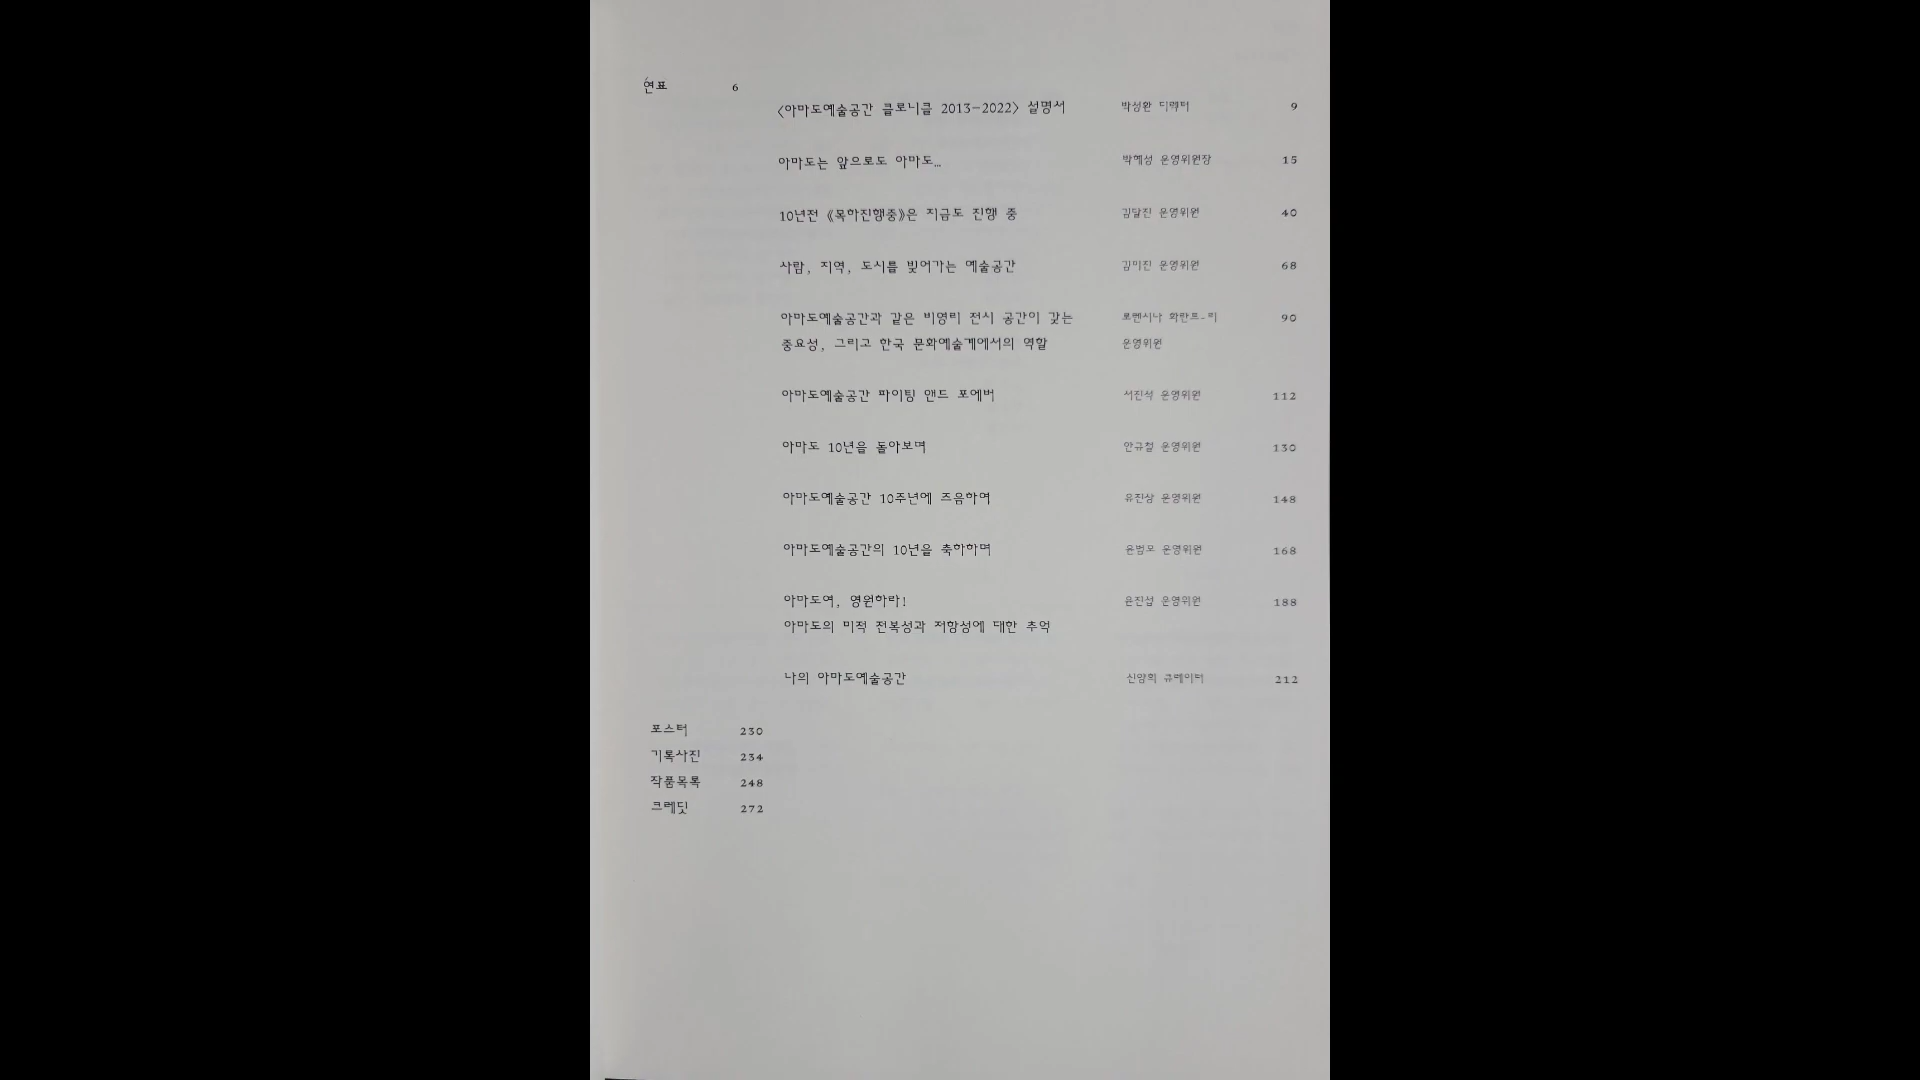 연표 6
〈아마도예술공간 클로니클 2013–2022〉 설명서 박성환 디렉터 9
아마도는 앞으로도 아마도… 박혜성 운영위원장 15
10년전 《목하진행중》은 지금도 진행 중 김달진 운영위원 40
사람, 지역, 도시를 빚어가는 예술공간 김미진 운영위원 68
아마도예술공간과 같은 비영리 전시 공간이 갖는 로렌시나 화란트-리 90
중요성, 그리고 한국 문화예술계에서의 역할 운영위원
아마도예술공간 파이팅 앤드 포에버 서진석 운영위원 112
아마도 10년을 돌아보며 안규철 운영위원 130
아마도예술공간 10주년에 즈음하여 유진상 운영위원 148
아마도예술공간의 10년을 축하하며 윤범모 운영위원 168
아마도여, 영원하라! 윤진섭 운영위원 188
아마도의 미적 전복성과 저항성에 대한 추억
나의 아마도예술공간 신양희 큐레이터 212
포스터 230
기록사진 234
작품목록 248
크레딧 272